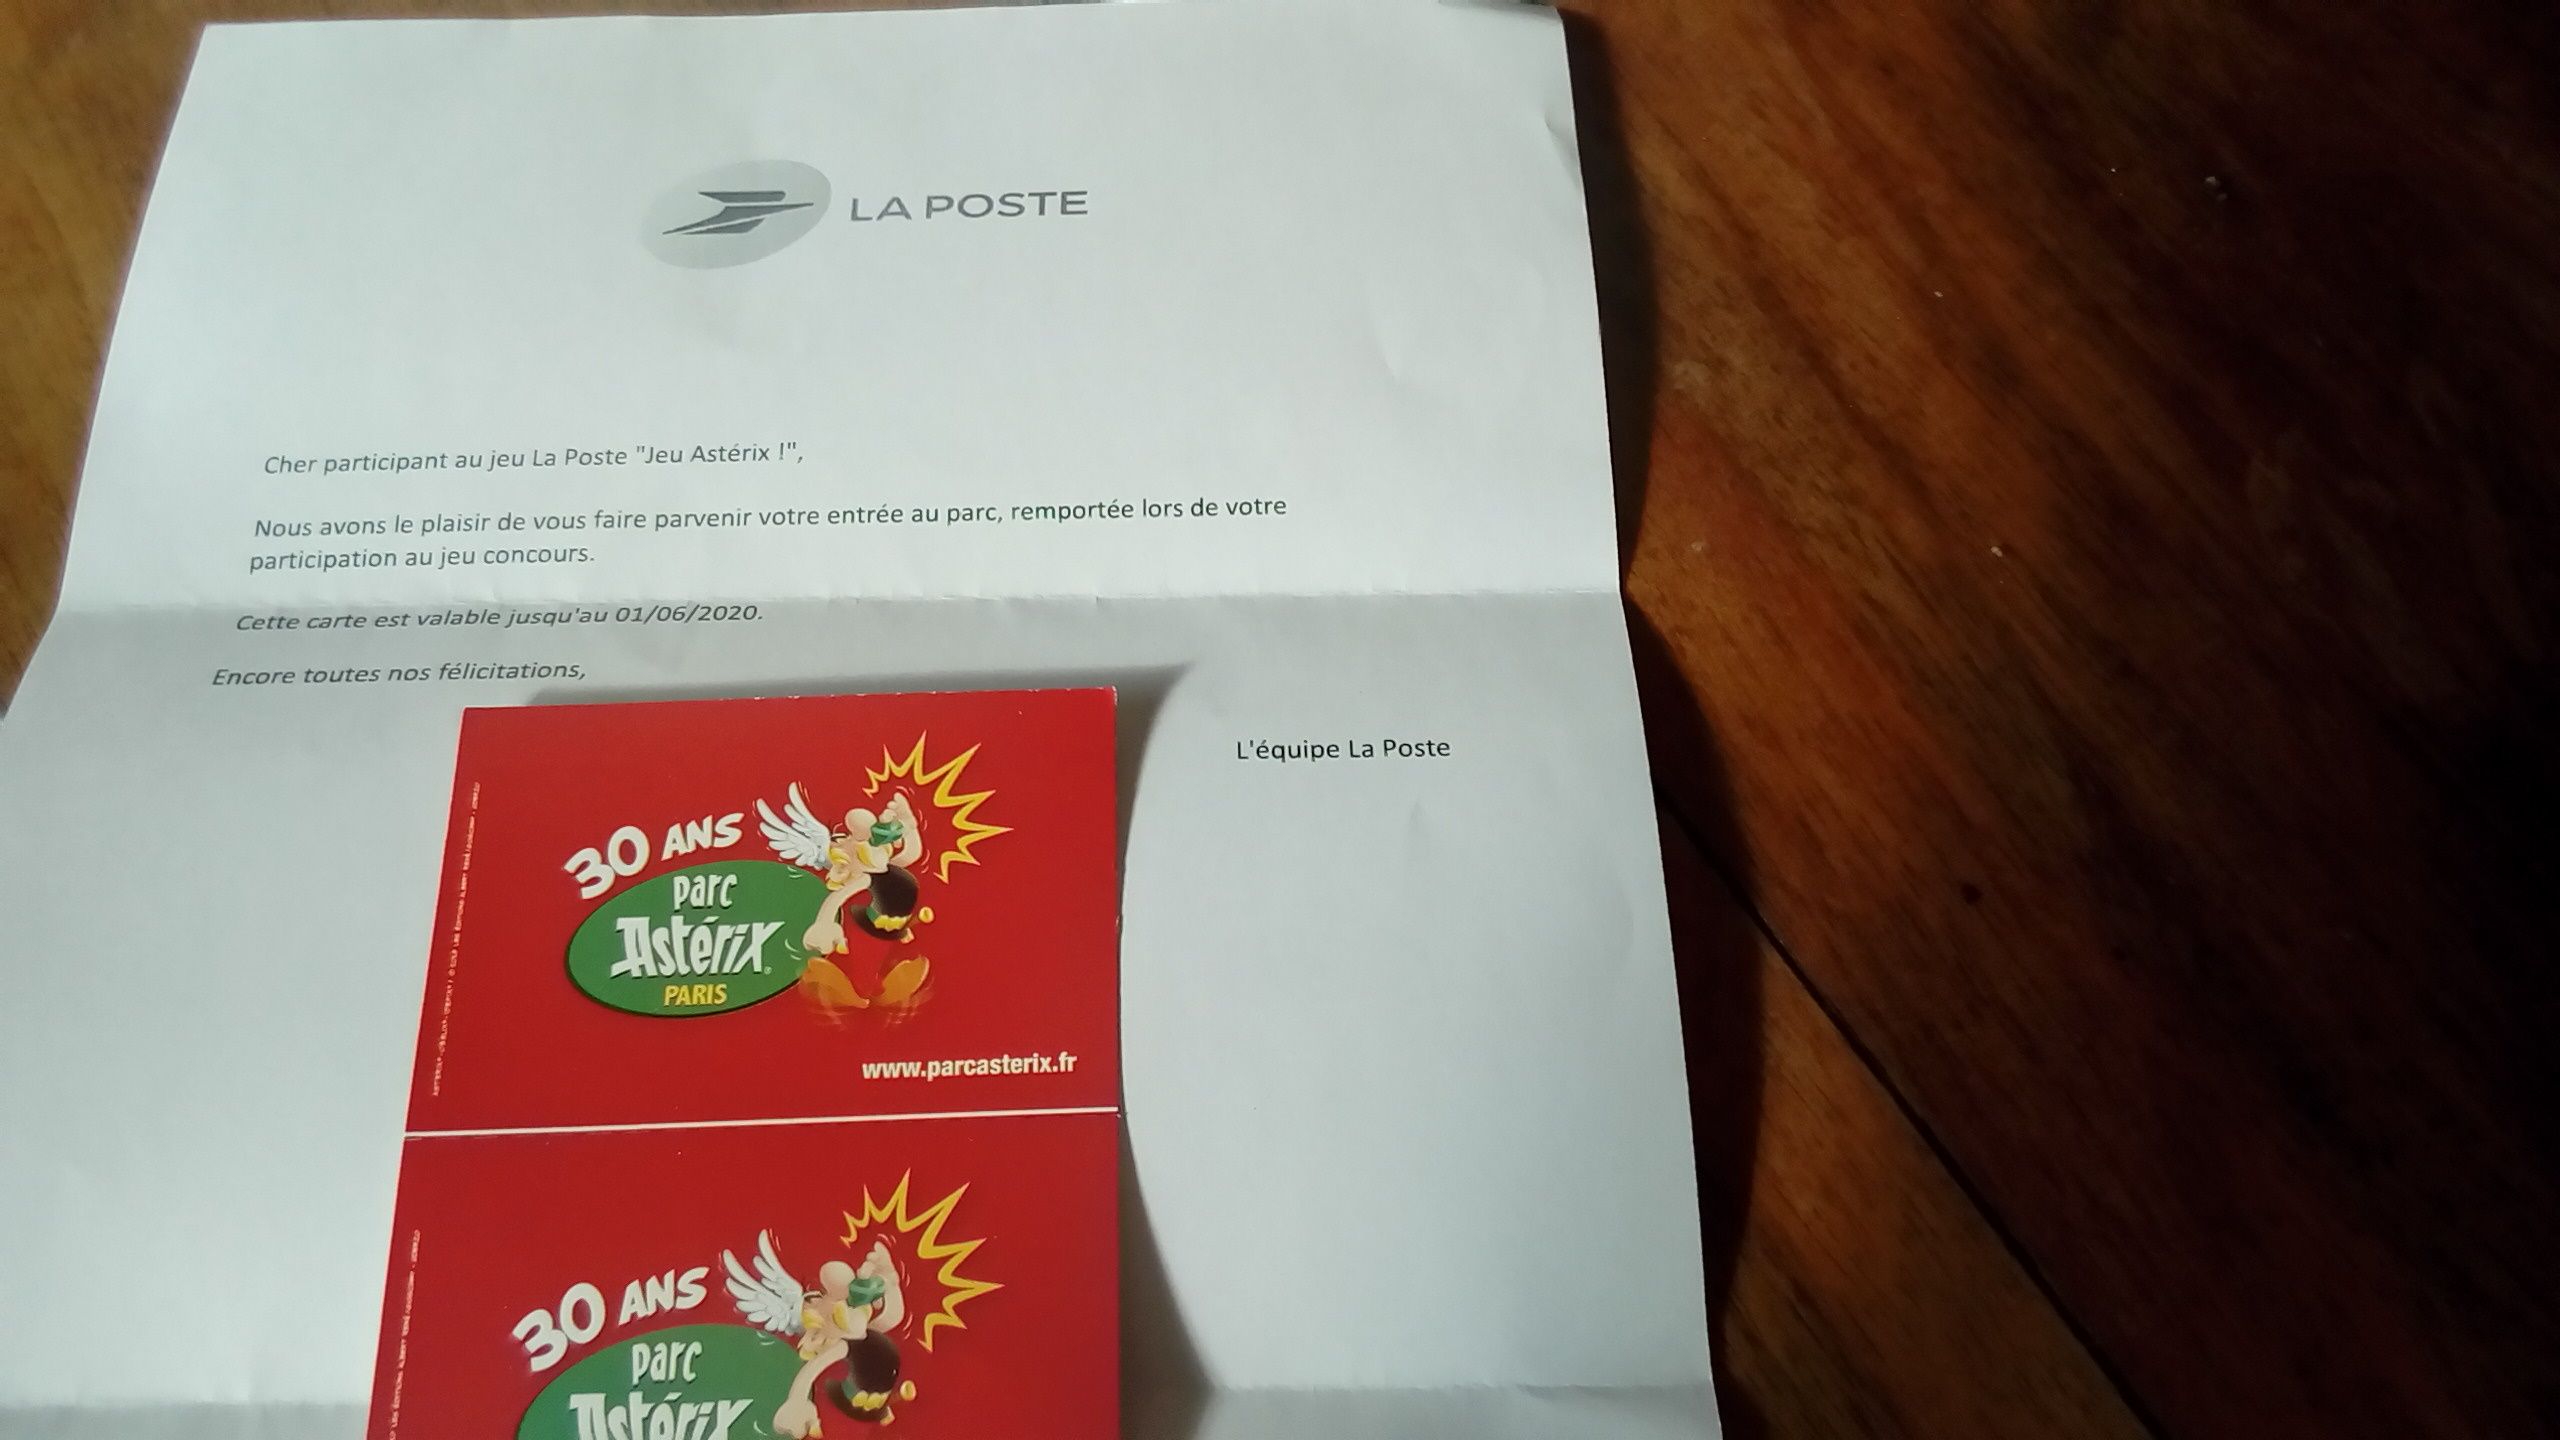 LA POSTE
Cher participant au jeu La Poste "Jeu Astérix !",
Nous avons le plaisir de vous faire parvenir votre entrée au parc, remportée lors de votre
participation au jeu concours.
Cette carte est valable jusqu'au 01/06/2020.
Encore toutes nos félicitations,
L'équipe La Poste
30 ANS
Parc
Astérix
PARIS
www.parcasterix.fr
30 ANS
Parc
Astérix